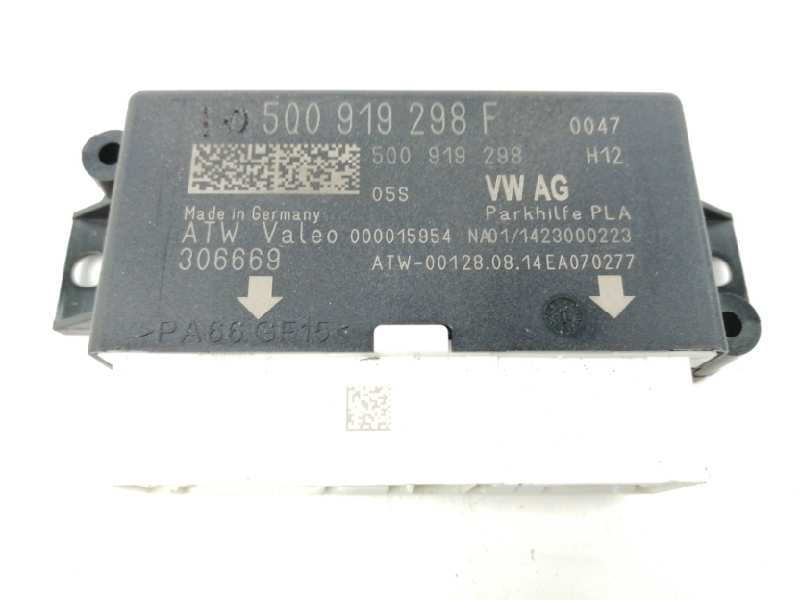 5Q0 919 298 F 0047
5Q0 919 298 H12
05S VW AG
Made in Germany Parkhilfe PLA
ATW Valeo 000015954 NA01/1423000223
306669 ATW-00128.08.14EA070277
>PA66 GF15<